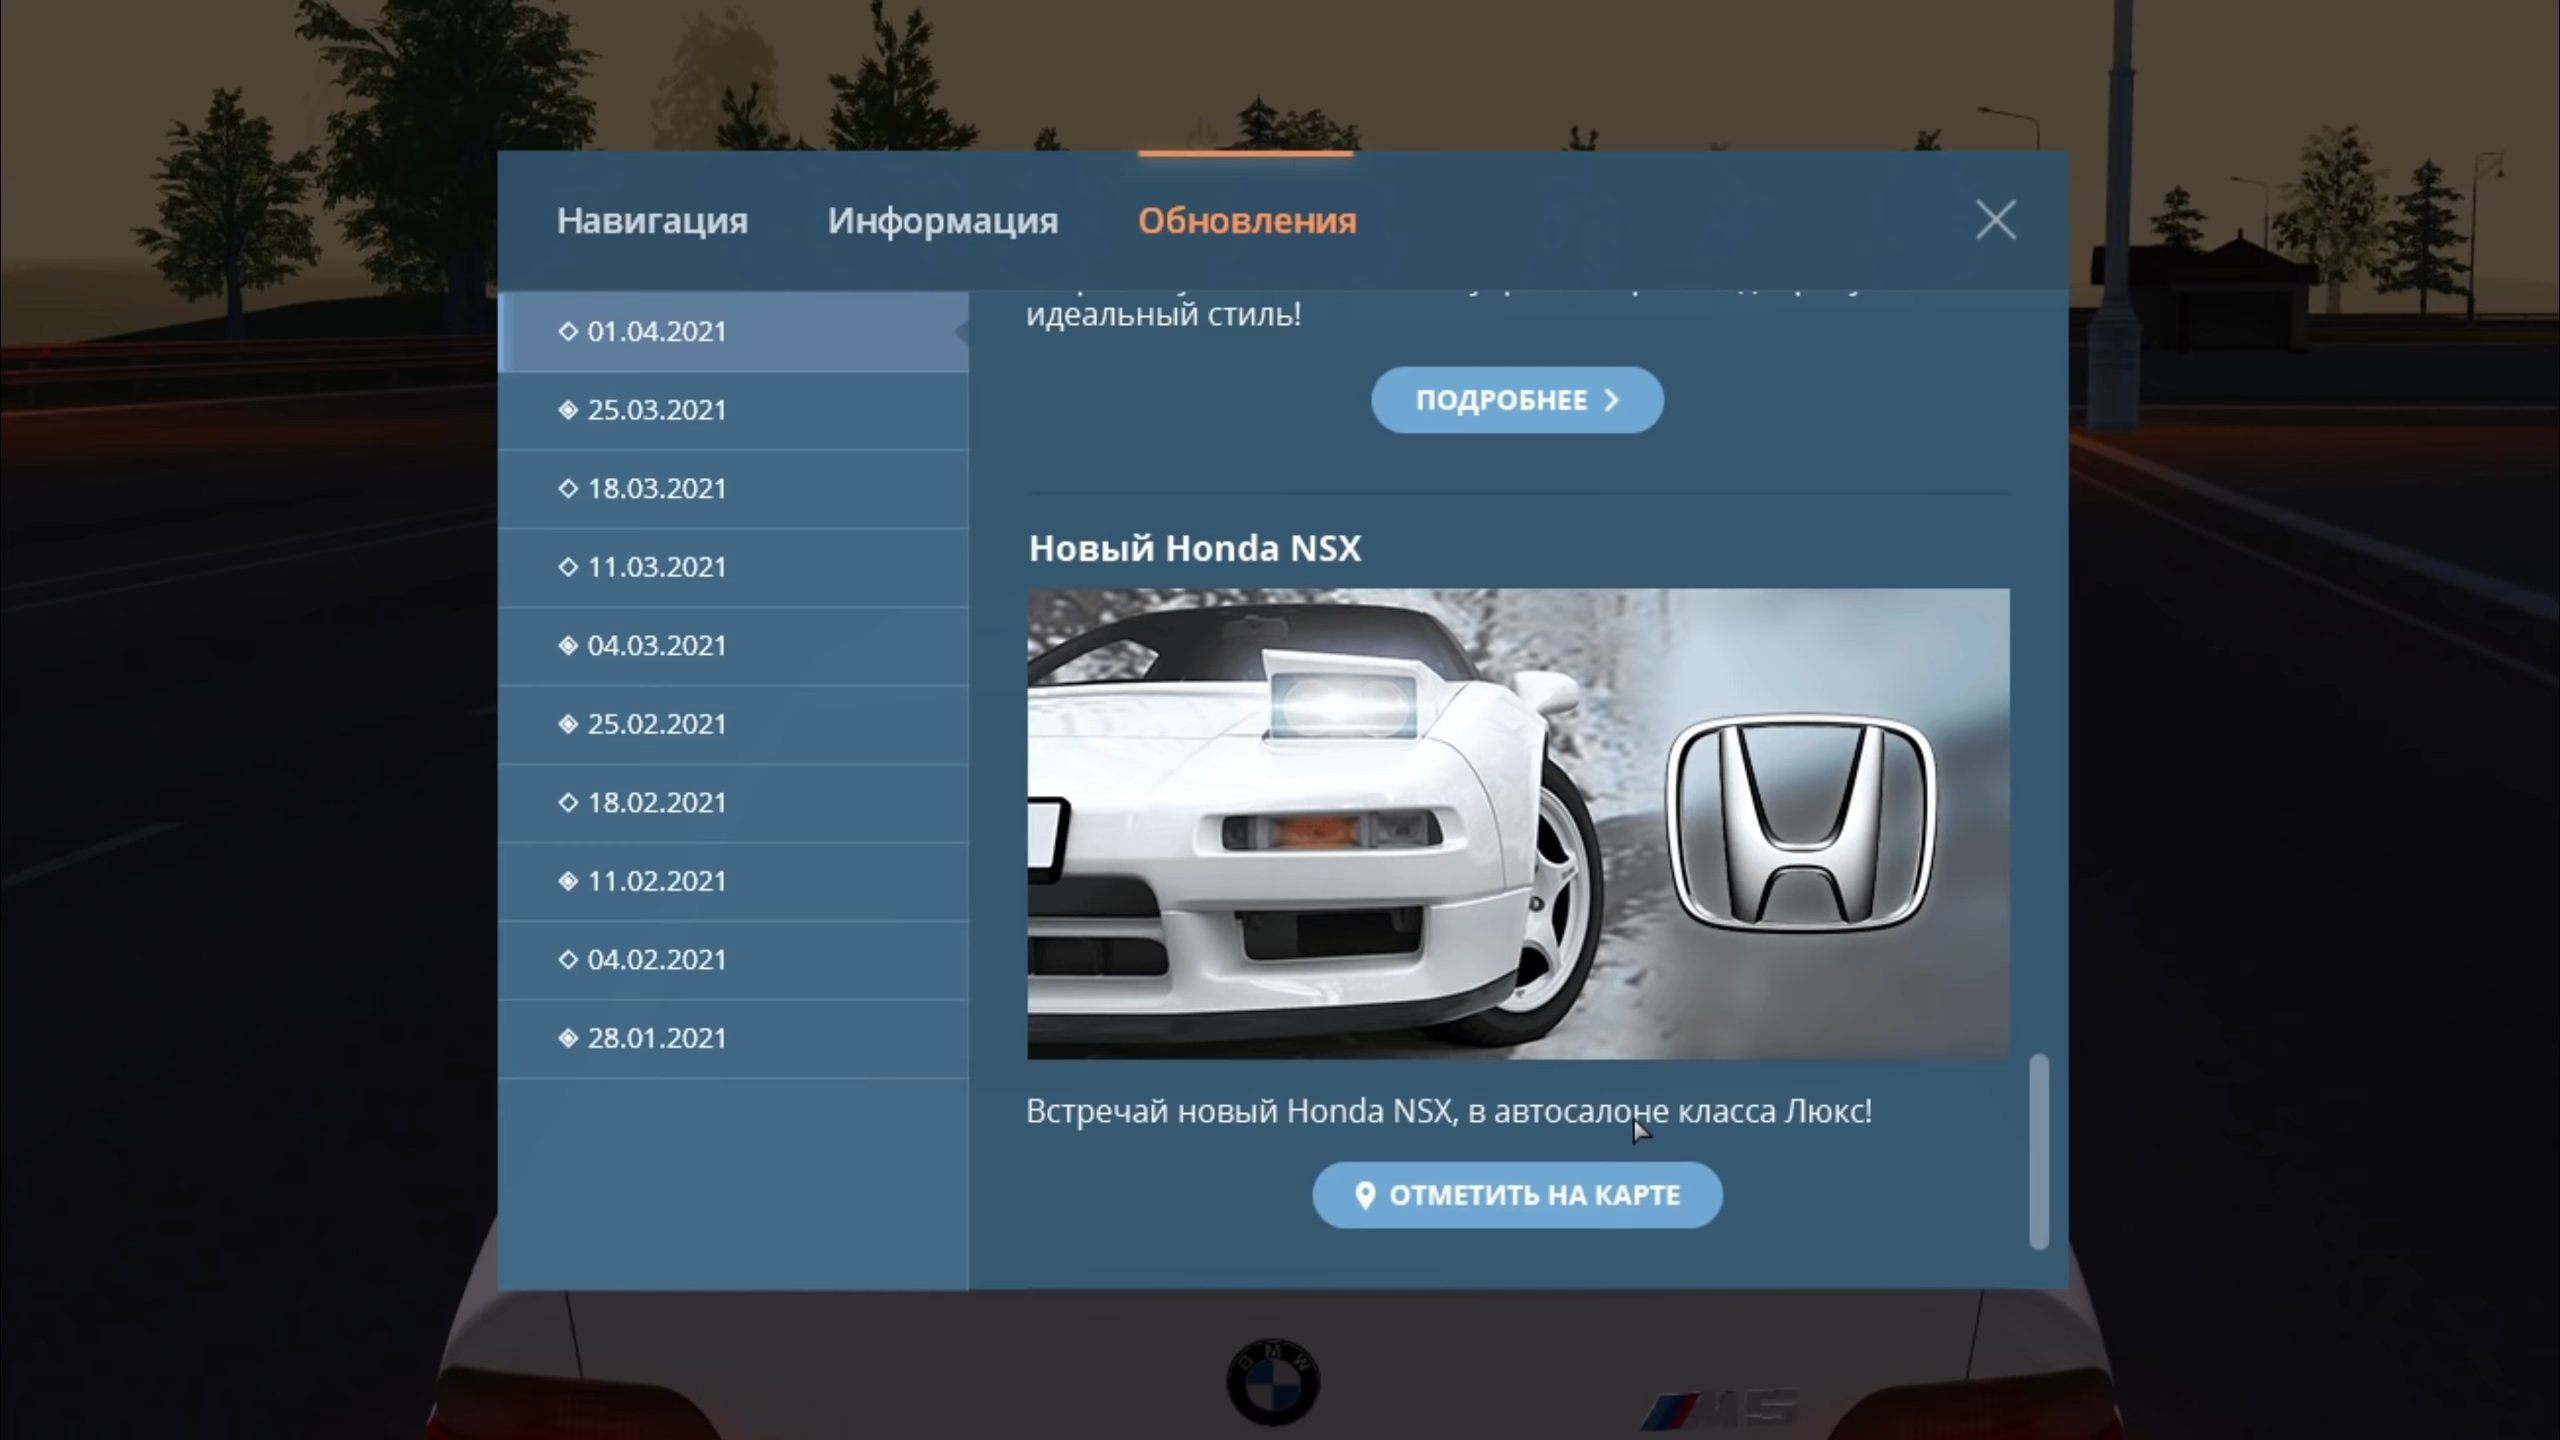 Навигация
Информация
Обновления
01.04.2021
25.03.2021
18.03.2021
11.03.2021
04.03.2021
25.02.2021
18.02.2021
11.02.2021
04.02.2021
28.01.2021
идеальный стиль!
ПОДРОБНЕЕ
Новый Honda NSX
Встречай новый Honda NSX, в автосалоне класса Люкс!
ОТМЕТИТЬ НА КАРТЕ
BMW
M5